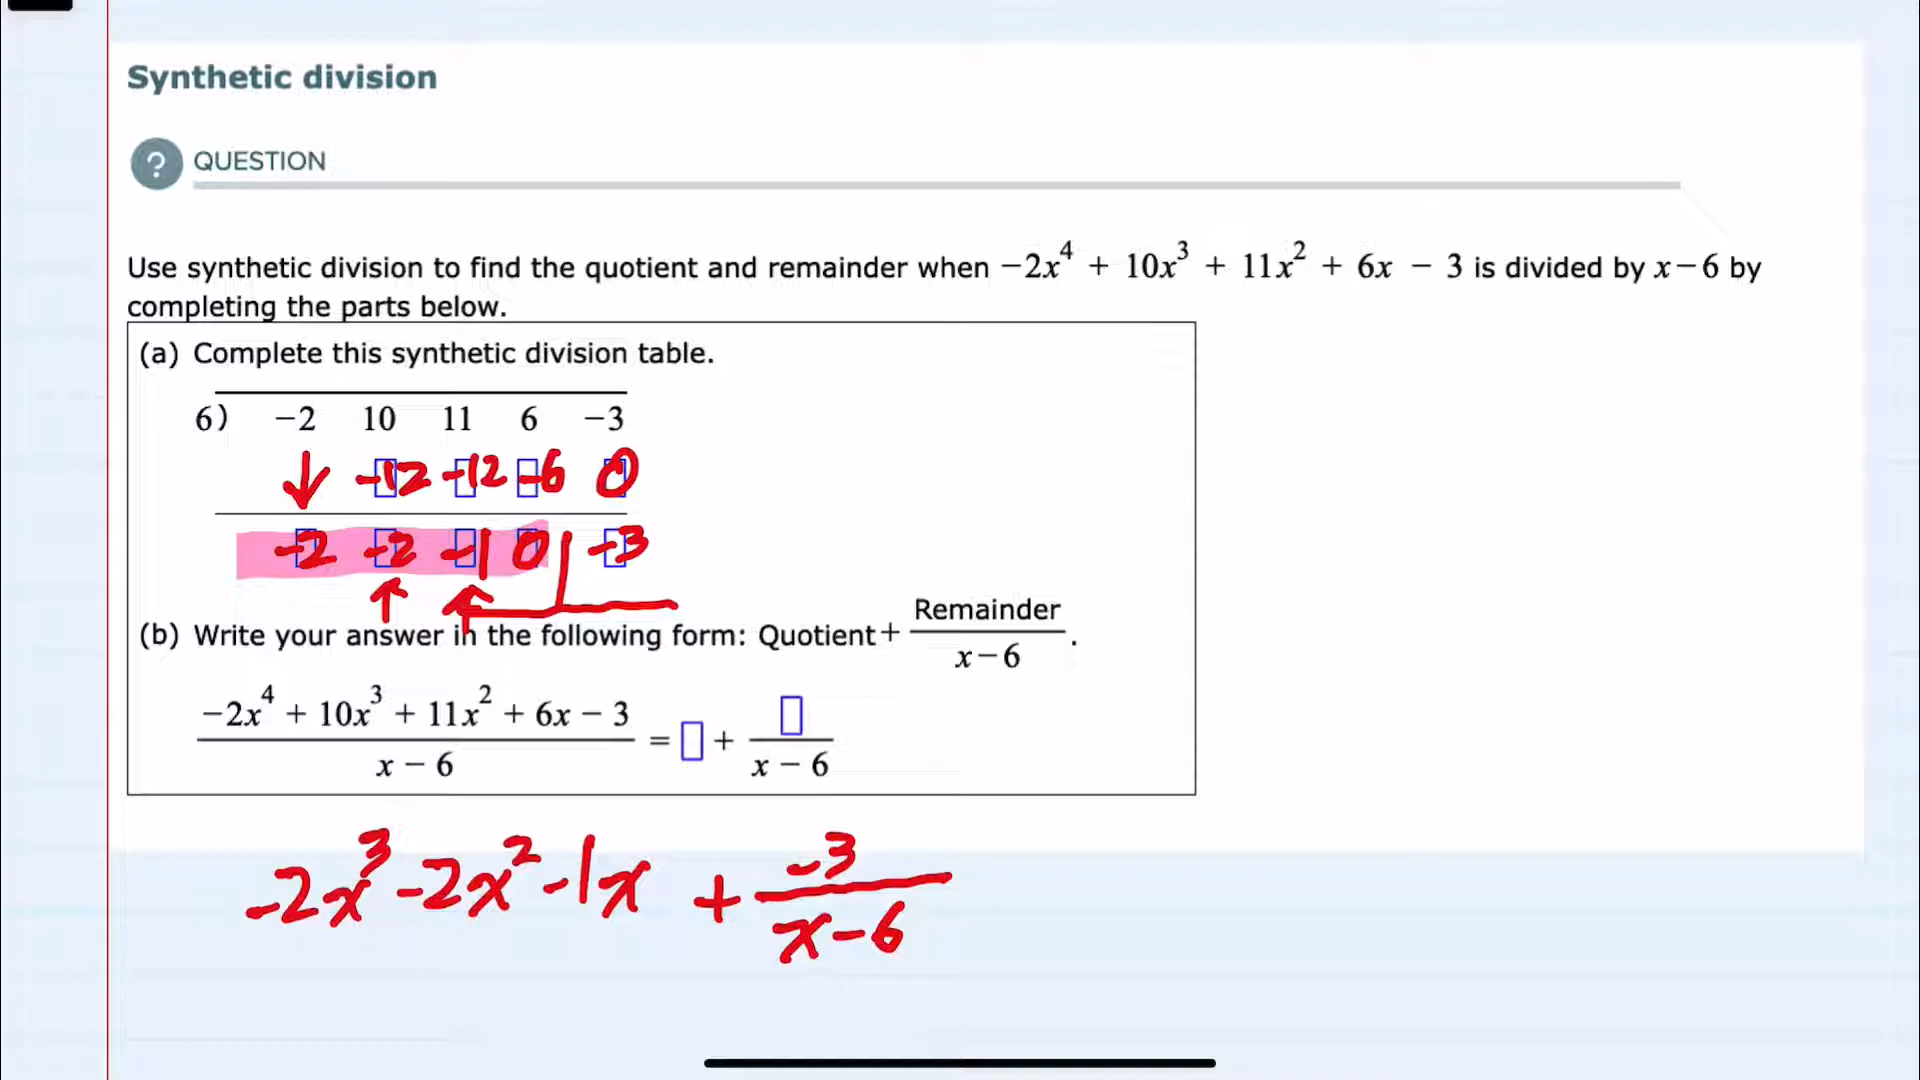 Synthetic division
? QUESTION
Use synthetic division to find the quotient and remainder when −2x⁴ + 10x³ + 11x² + 6x − 3 is divided by x−6 by
completing the parts below.
(a) Complete this synthetic division table.
6) −2 10 11 6 −3
↓ -12 -12 -6 0
-2 -2 -1 0 | -3
(b) Write your answer in the following form: Quotient + Remainder / x−6 .
−2x⁴ + 10x³ + 11x² + 6x − 3 / x − 6 = □ + □ / x − 6
-2x³ -2x² -1x + -3 / x-6